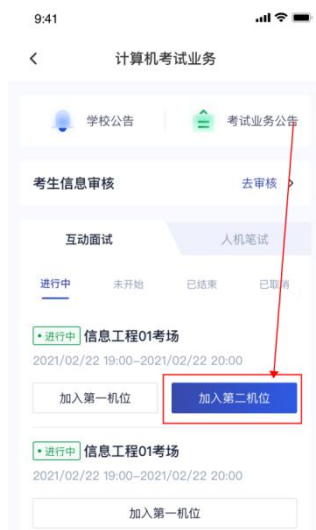 9:41
计算机考试业务
学校公告 考试业务公告
考生信息审核 去审核
互动面试 人机笔试
进行中 未开始 已结束 已取消
进行中 信息工程01考场
2021/02/22 19:00-2021/02/22 20:00
加入第一机位 加入第二机位
进行中 信息工程01考场
2021/02/22 19:00-2021/02/22 20:00
加入第一机位